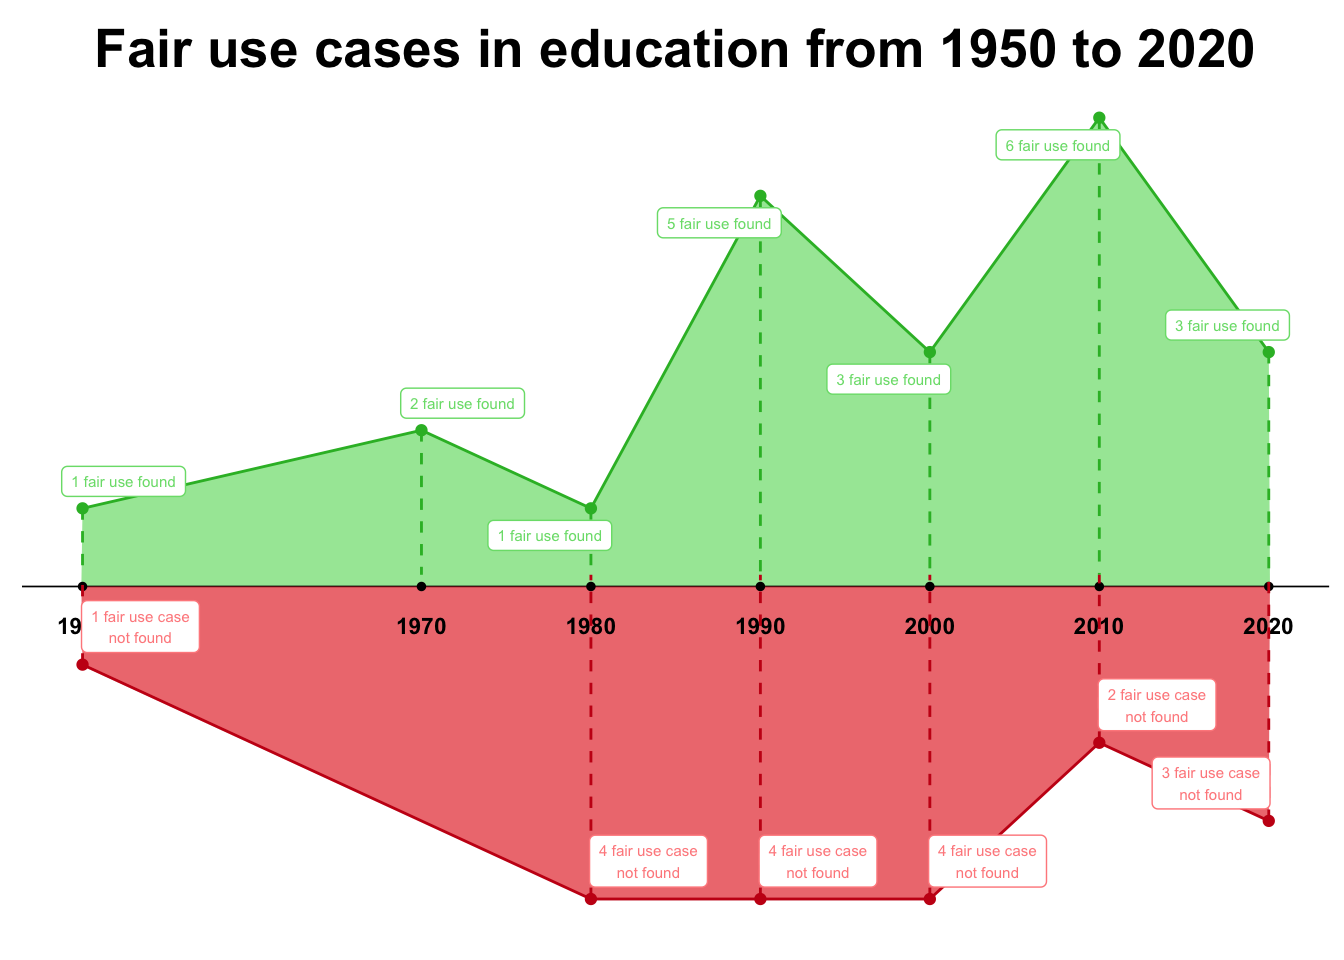 Fair use cases in education from 1950 to 2020
6 fair use found
5 fair use found
3 fair use found
3 fair use found
2 fair use found
1 fair use found
1 fair use found
1 fair use case
not found
1970
1980
1990
2000
2010
2020
2 fair use case
not found
3 fair use case
not found
4 fair use case
not found
4 fair use case
not found
4 fair use case
not found